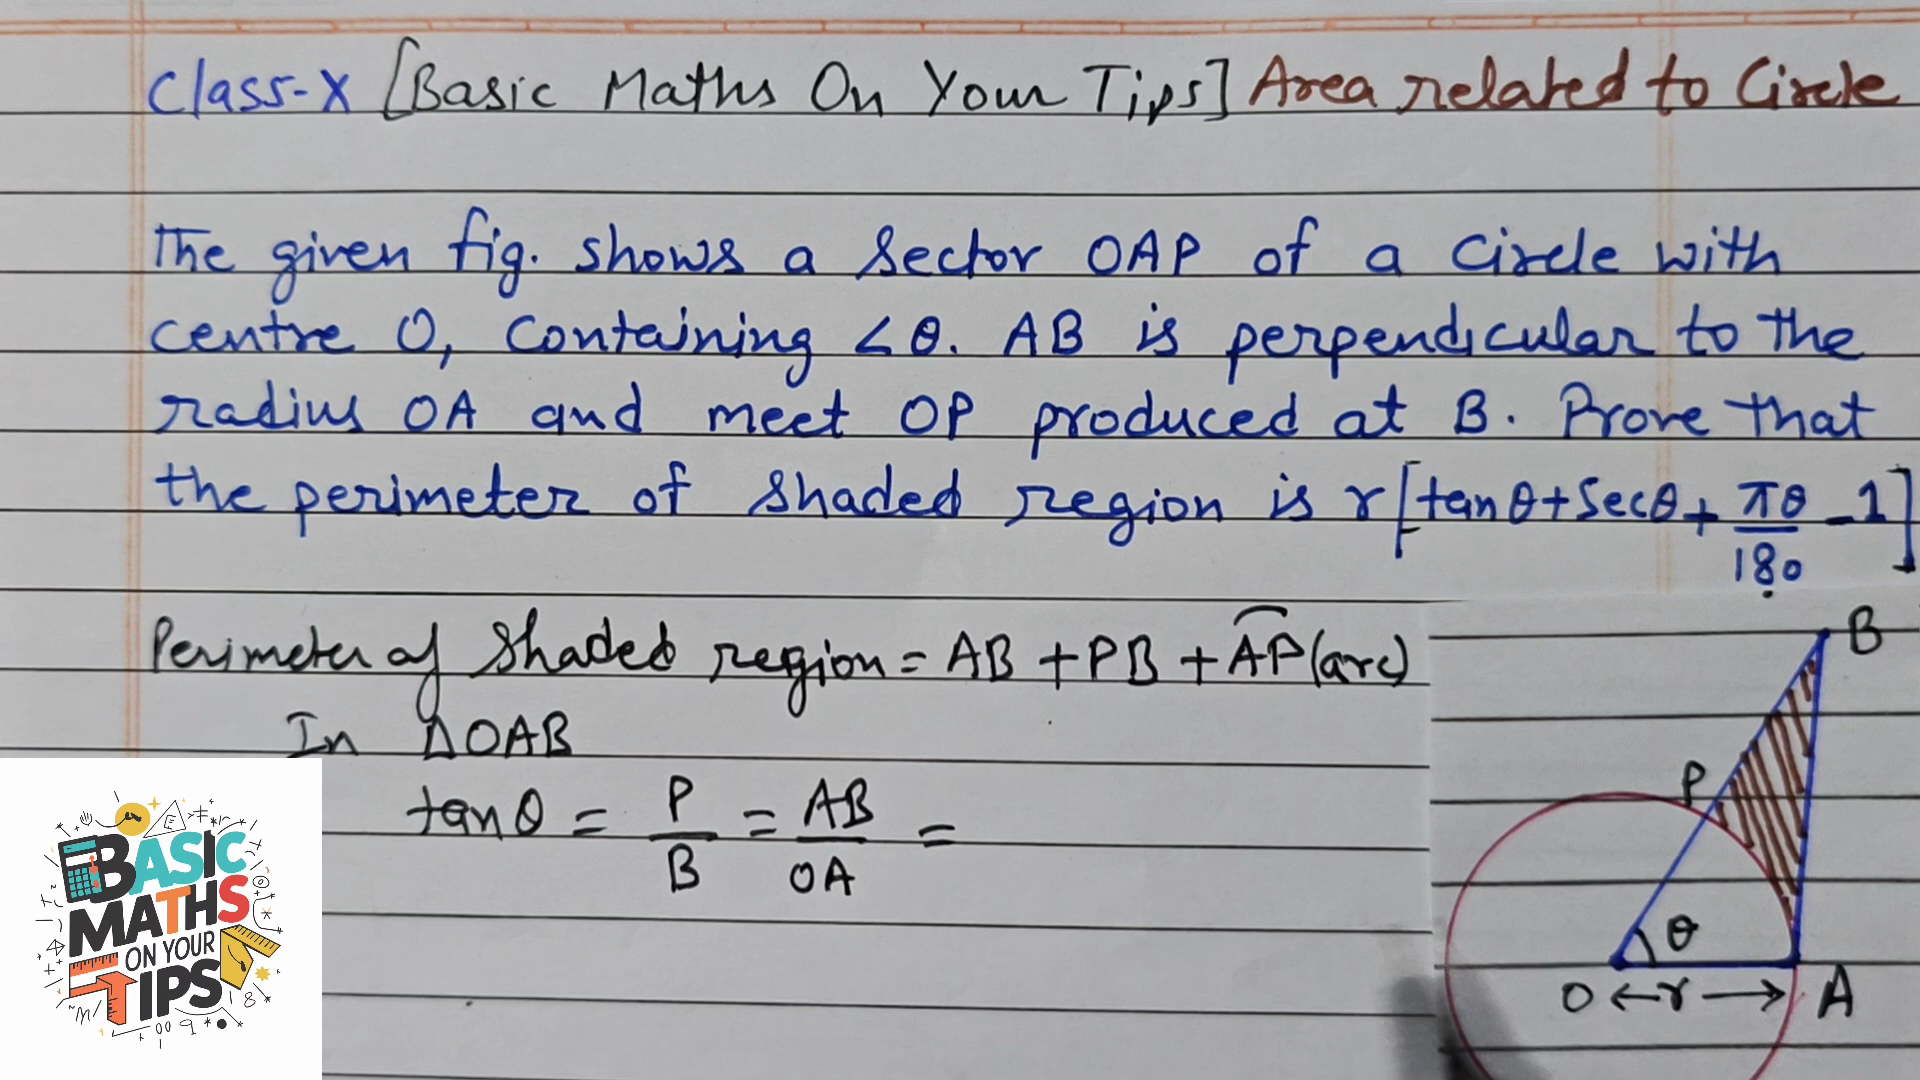 Class-X [Basic Maths On Your Tips] Area related to Circle
The given fig. shows a sector OAP of a circle with
centre O, containing ∠θ. AB is perpendicular to the
radius OA and meet OP produced at B. Prove that
the perimeter of shaded region is r[tanθ+Secθ+ πθ/180 -1]
Perimeter of Shaded region = AB + PB + AP(arc)
In ΔOAB
tanθ = P/B = AB/OA =
B
P
θ
O ←r→ A
BASIC
MATHS
ON YOUR
TIPS